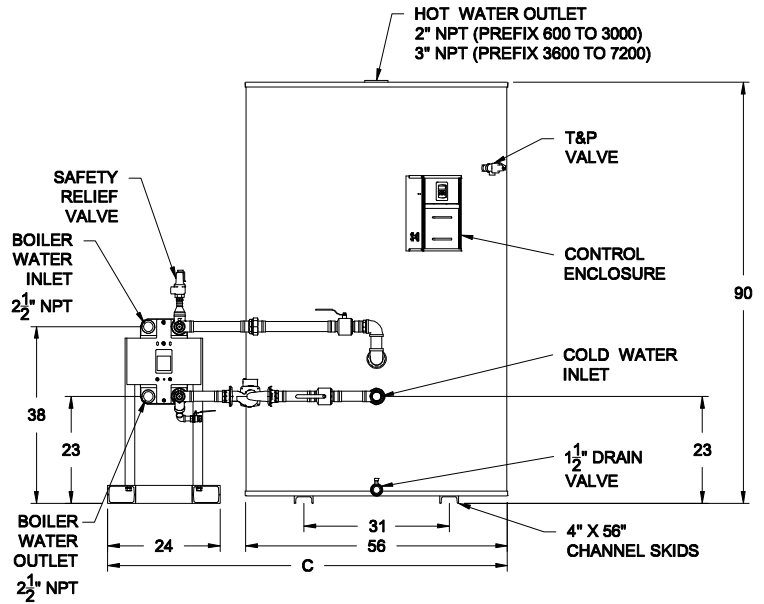 HOT WATER OUTLET
2" NPT (PREFIX 600 TO 3000)
3" NPT (PREFIX 3600 TO 7200)
T&P
VALVE
SAFETY
RELIEF
VALVE
BOILER
WATER
INLET
2½" NPT
CONTROL
ENCLOSURE
90
COLD WATER
INLET
38
23
23
1½" DRAIN
VALVE
BOILER
WATER
OUTLET
2½" NPT
31
4" X 56"
CHANNEL SKIDS
24
56
C